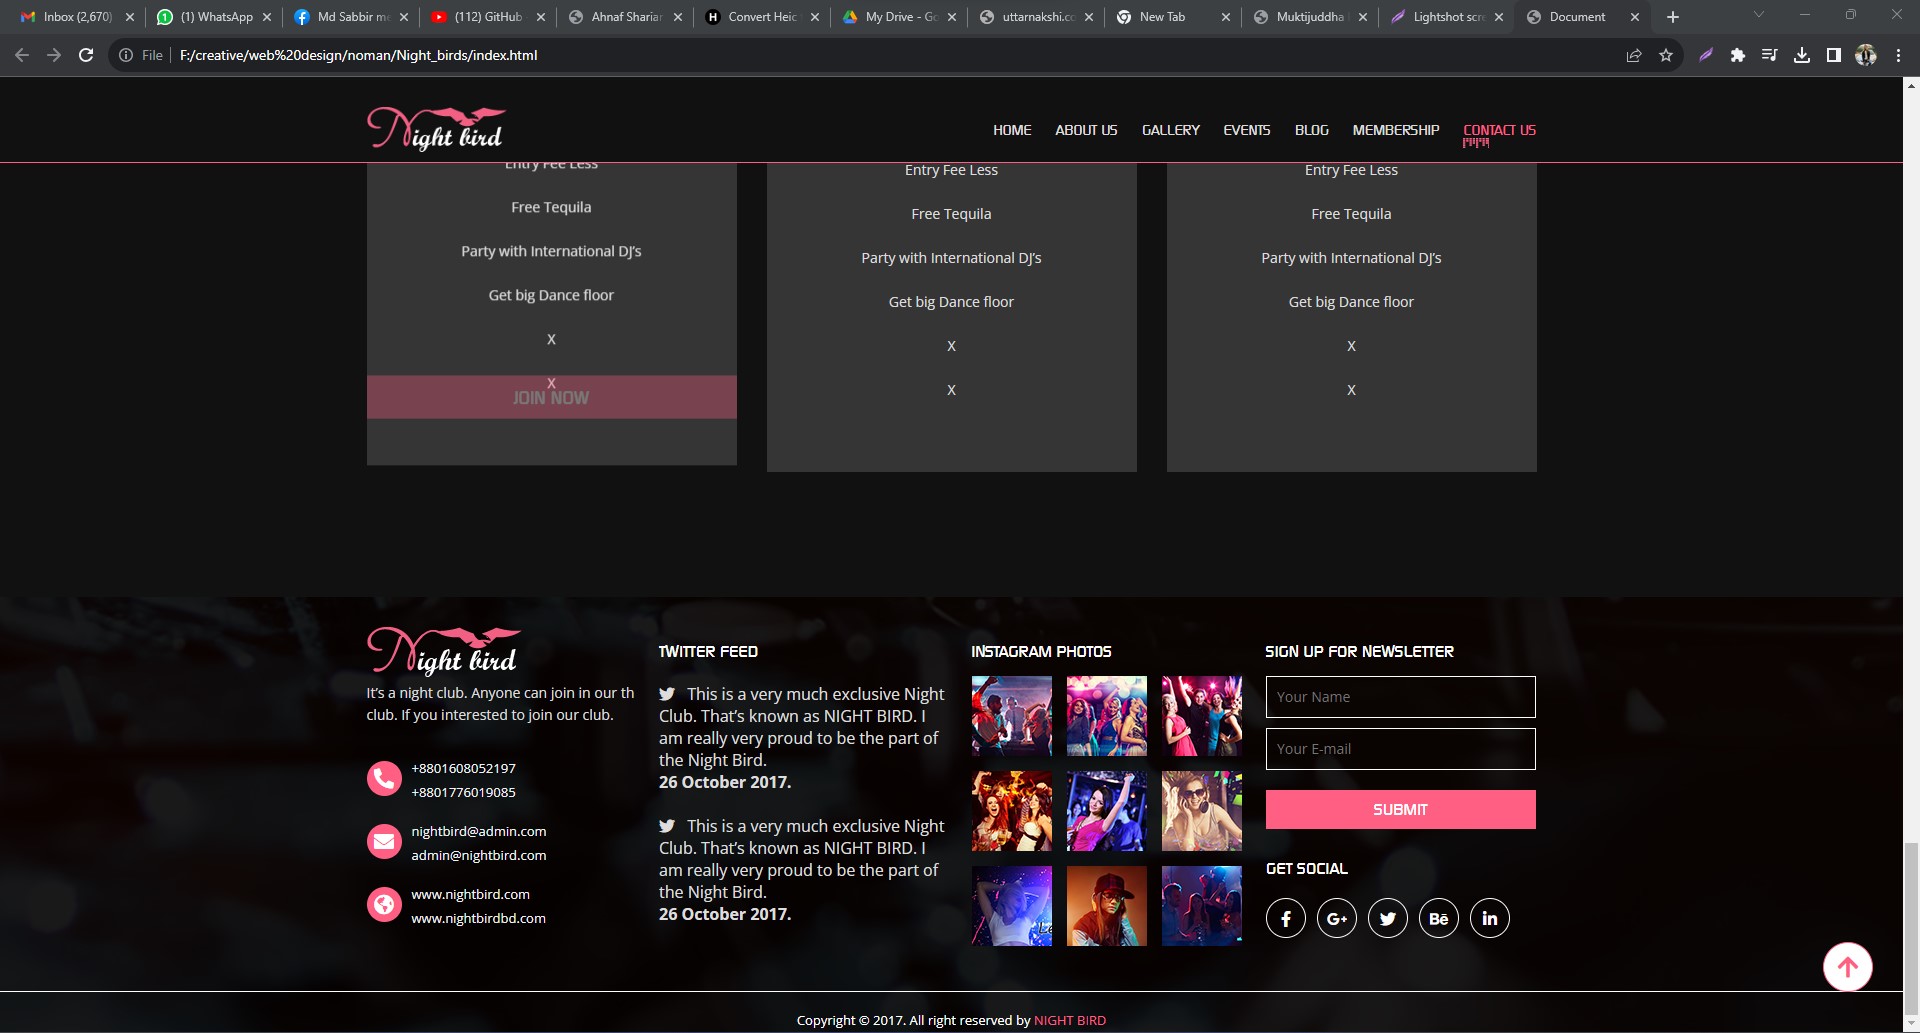 Inbox (2,670)
(1) WhatsApp
Md Sabbir me
(112) GitHub
Ahnaf Sharian
Convert Heic
My Drive - Go
uttarnakshi.co
New Tab
Muktijuddha
Lightshot scre
Document
File
F:/creative/web%20design/noman/Night_birds/index.html
Night bird
HOME
ABOUT US
GALLERY
EVENTS
BLOG
MEMBERSHIP
CONTACT US
Entry Fee Less
Free Tequila
Party with International DJ’s
Get big Dance floor
X
X
JOIN NOW
Entry Fee Less
Free Tequila
Party with International DJ’s
Get big Dance floor
X
X
Entry Fee Less
Free Tequila
Party with International DJ’s
Get big Dance floor
X
X
Night bird
It’s a night club. Anyone can join in our th
club. If you interested to join our club.
+8801608052197
+8801776019085
nightbird@admin.com
admin@nightbird.com
www.nightbird.com
www.nightbirdbd.com
TWITTER FEED
This is a very much exclusive Night
Club. That’s known as NIGHT BIRD. I
am really very proud to be the part of
the Night Bird.
26 October 2017.
This is a very much exclusive Night
Club. That’s known as NIGHT BIRD. I
am really very proud to be the part of
the Night Bird.
26 October 2017.
INSTAGRAM PHOTOS
SIGN UP FOR NEWSLETTER
Your Name
Your E-mail
SUBMIT
GET SOCIAL
Copyright © 2017. All right reserved by NIGHT BIRD